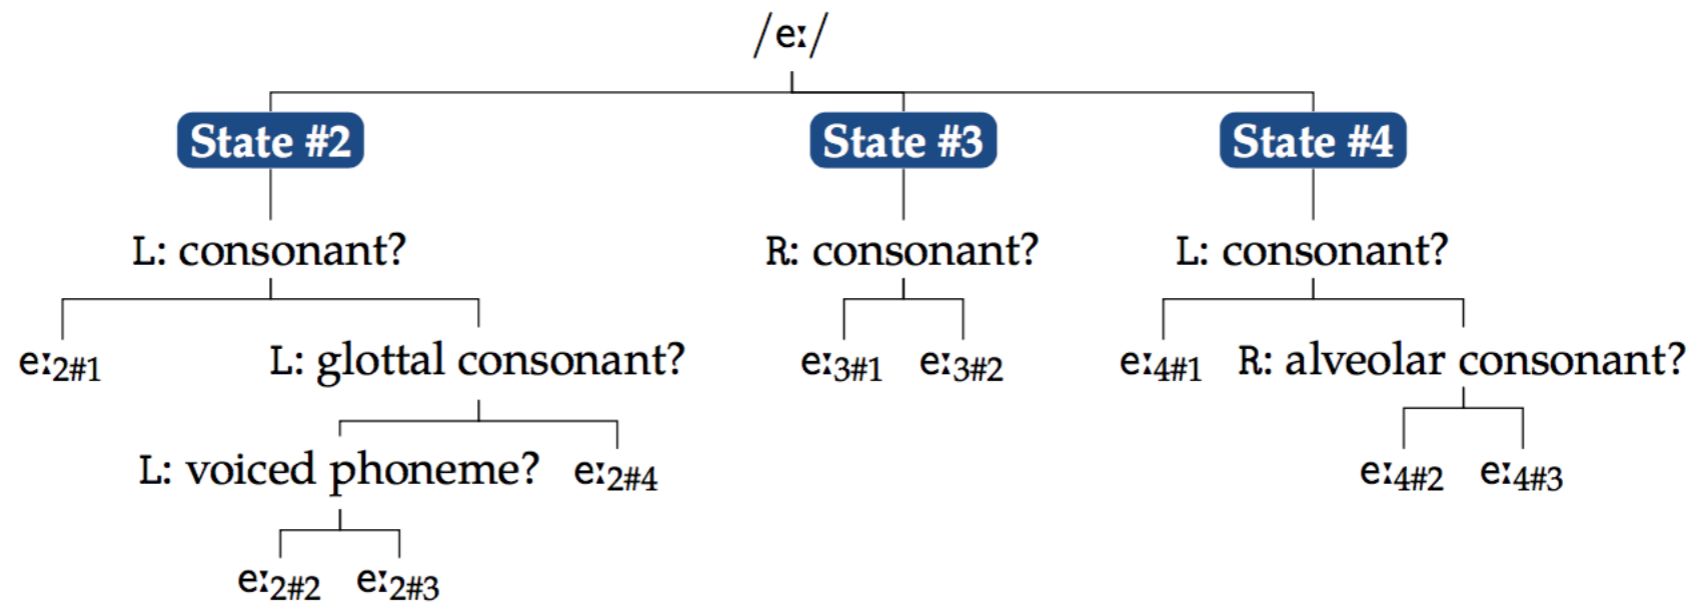 /eː/
State #2 State #3 State #4
L: consonant? R: consonant? L: consonant?
eː2#1 L: glottal consonant? eː3#1 eː3#2 eː4#1 R: alveolar consonant?
L: voiced phoneme? eː2#4 eː4#2 eː4#3
eː2#2 eː2#3